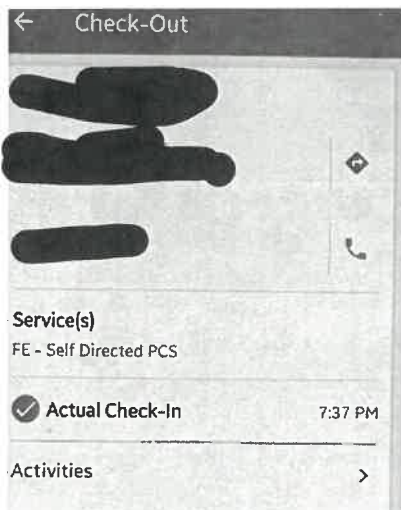 Check-Out
Service(s)
FE - Self Directed PCS
Actual Check-In 7:37 PM
Activities